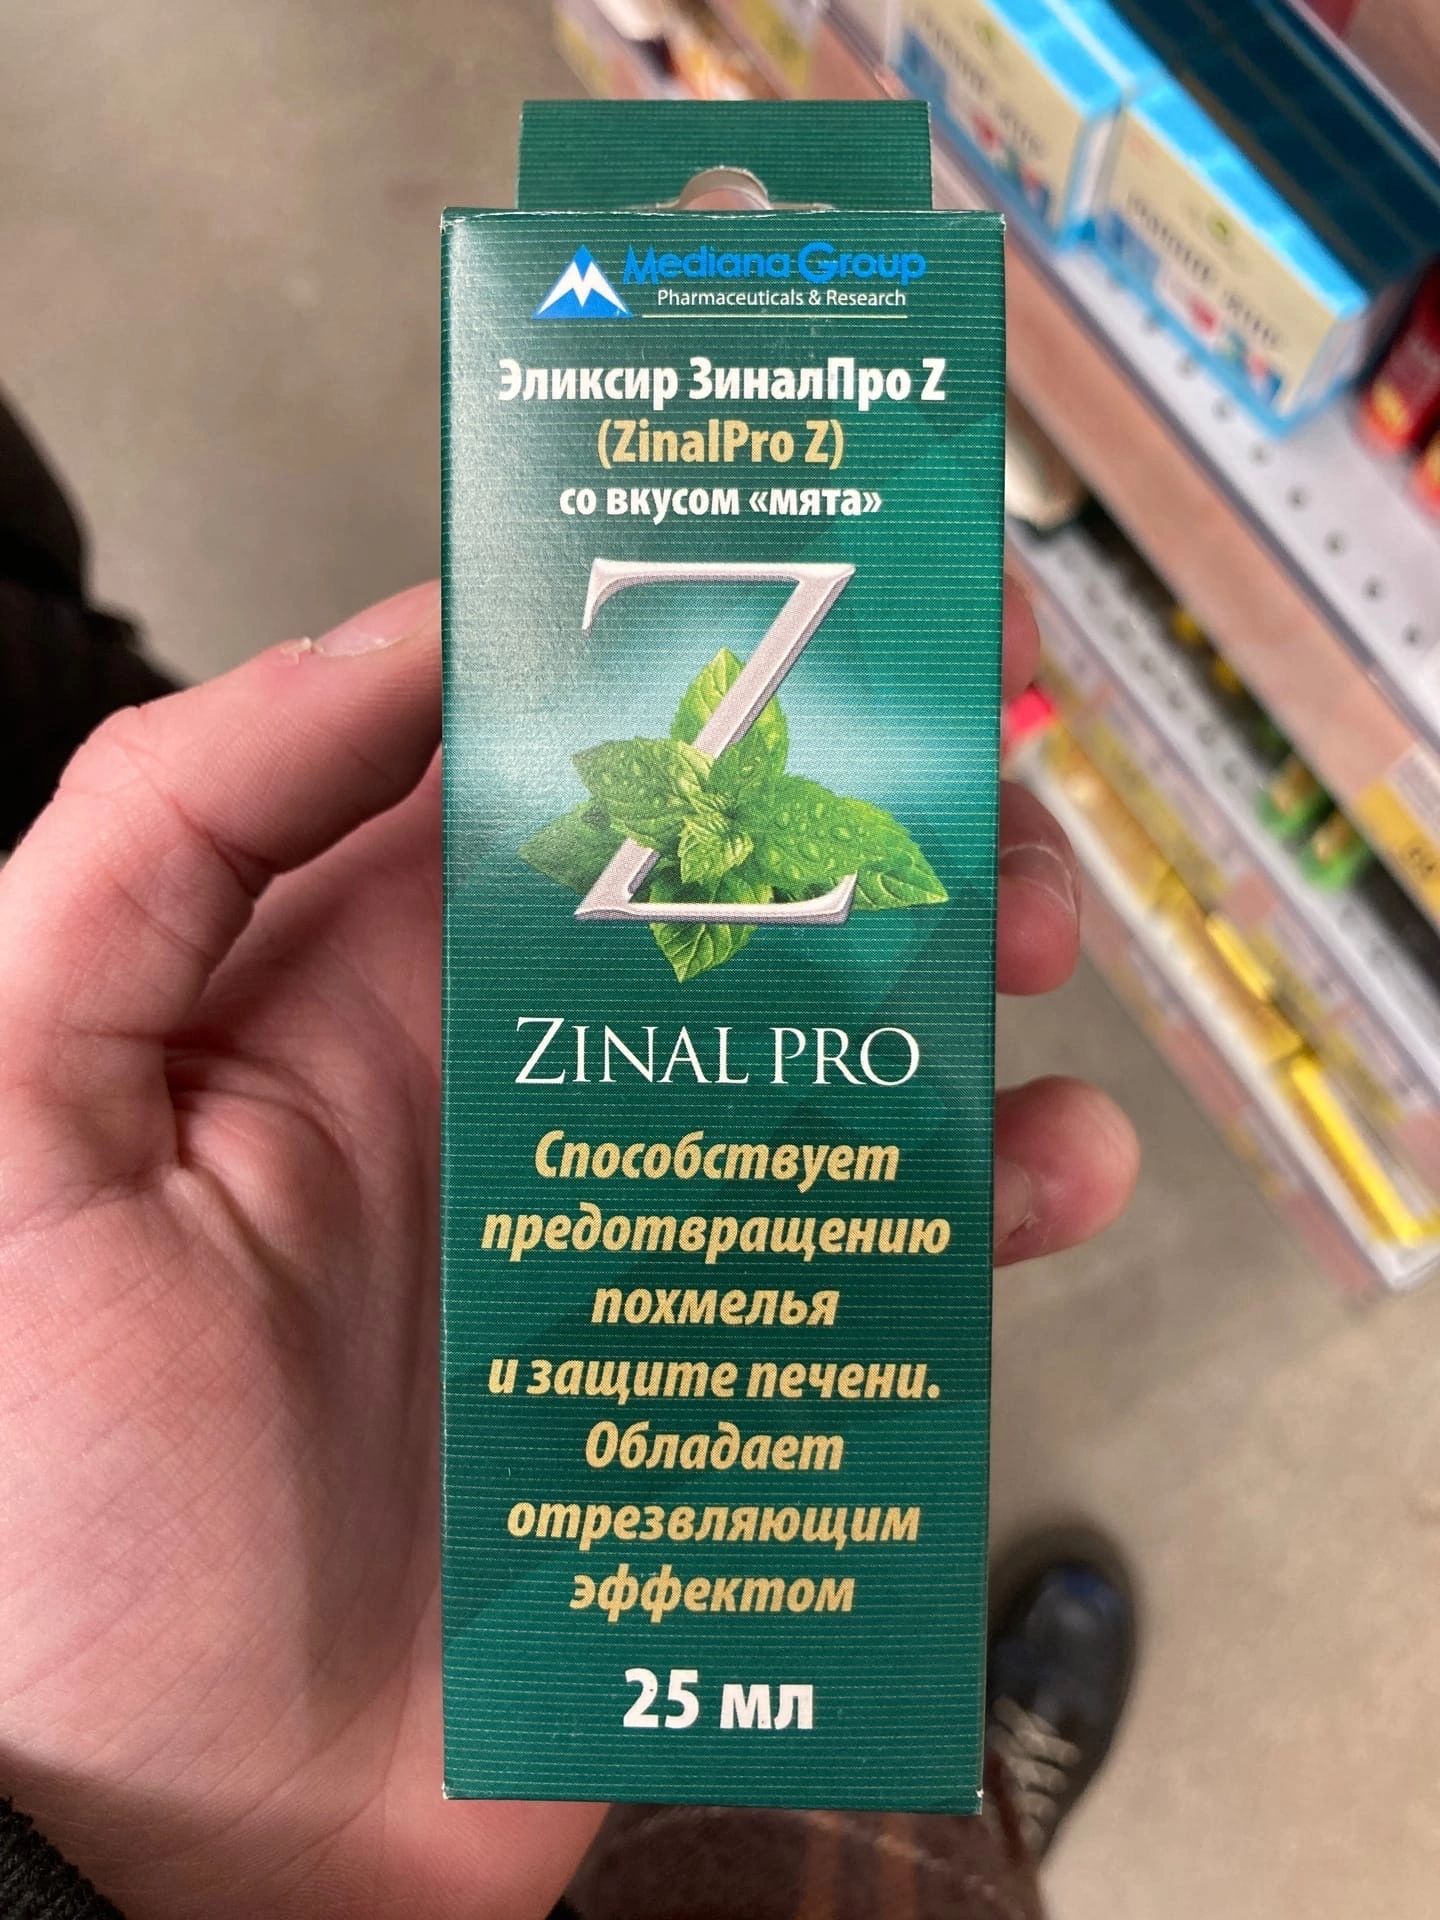 Mediana Group
Pharmaceuticals & Research
Эликсир ЗиналПро Z
(ZinalPro Z)
со вкусом «мята»
Z
ZINAL PRO
Способствует
предотвращению
похмелья
и защите печени.
Обладает
отрезвляющим
эффектом
25 мл